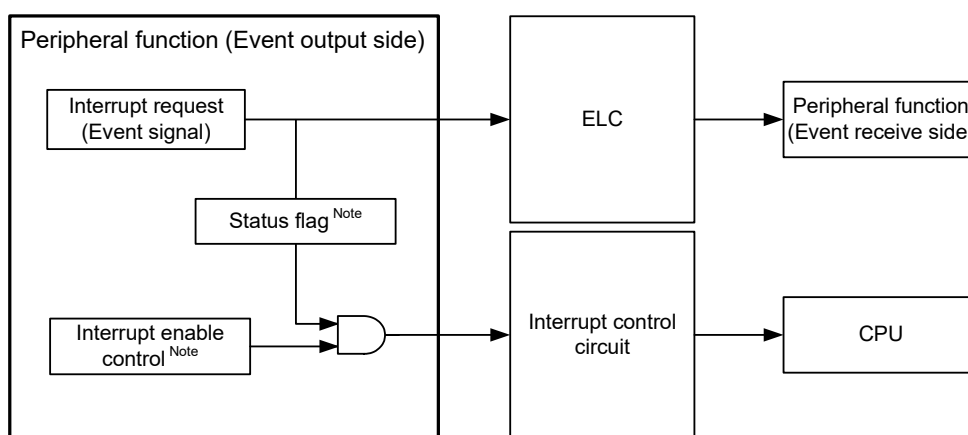 Peripheral function (Event output side)
Interrupt request
(Event signal)
ELC
Peripheral function
(Event receive side
Status flag Note
Interrupt enable
control Note
Interrupt control
circuit
CPU